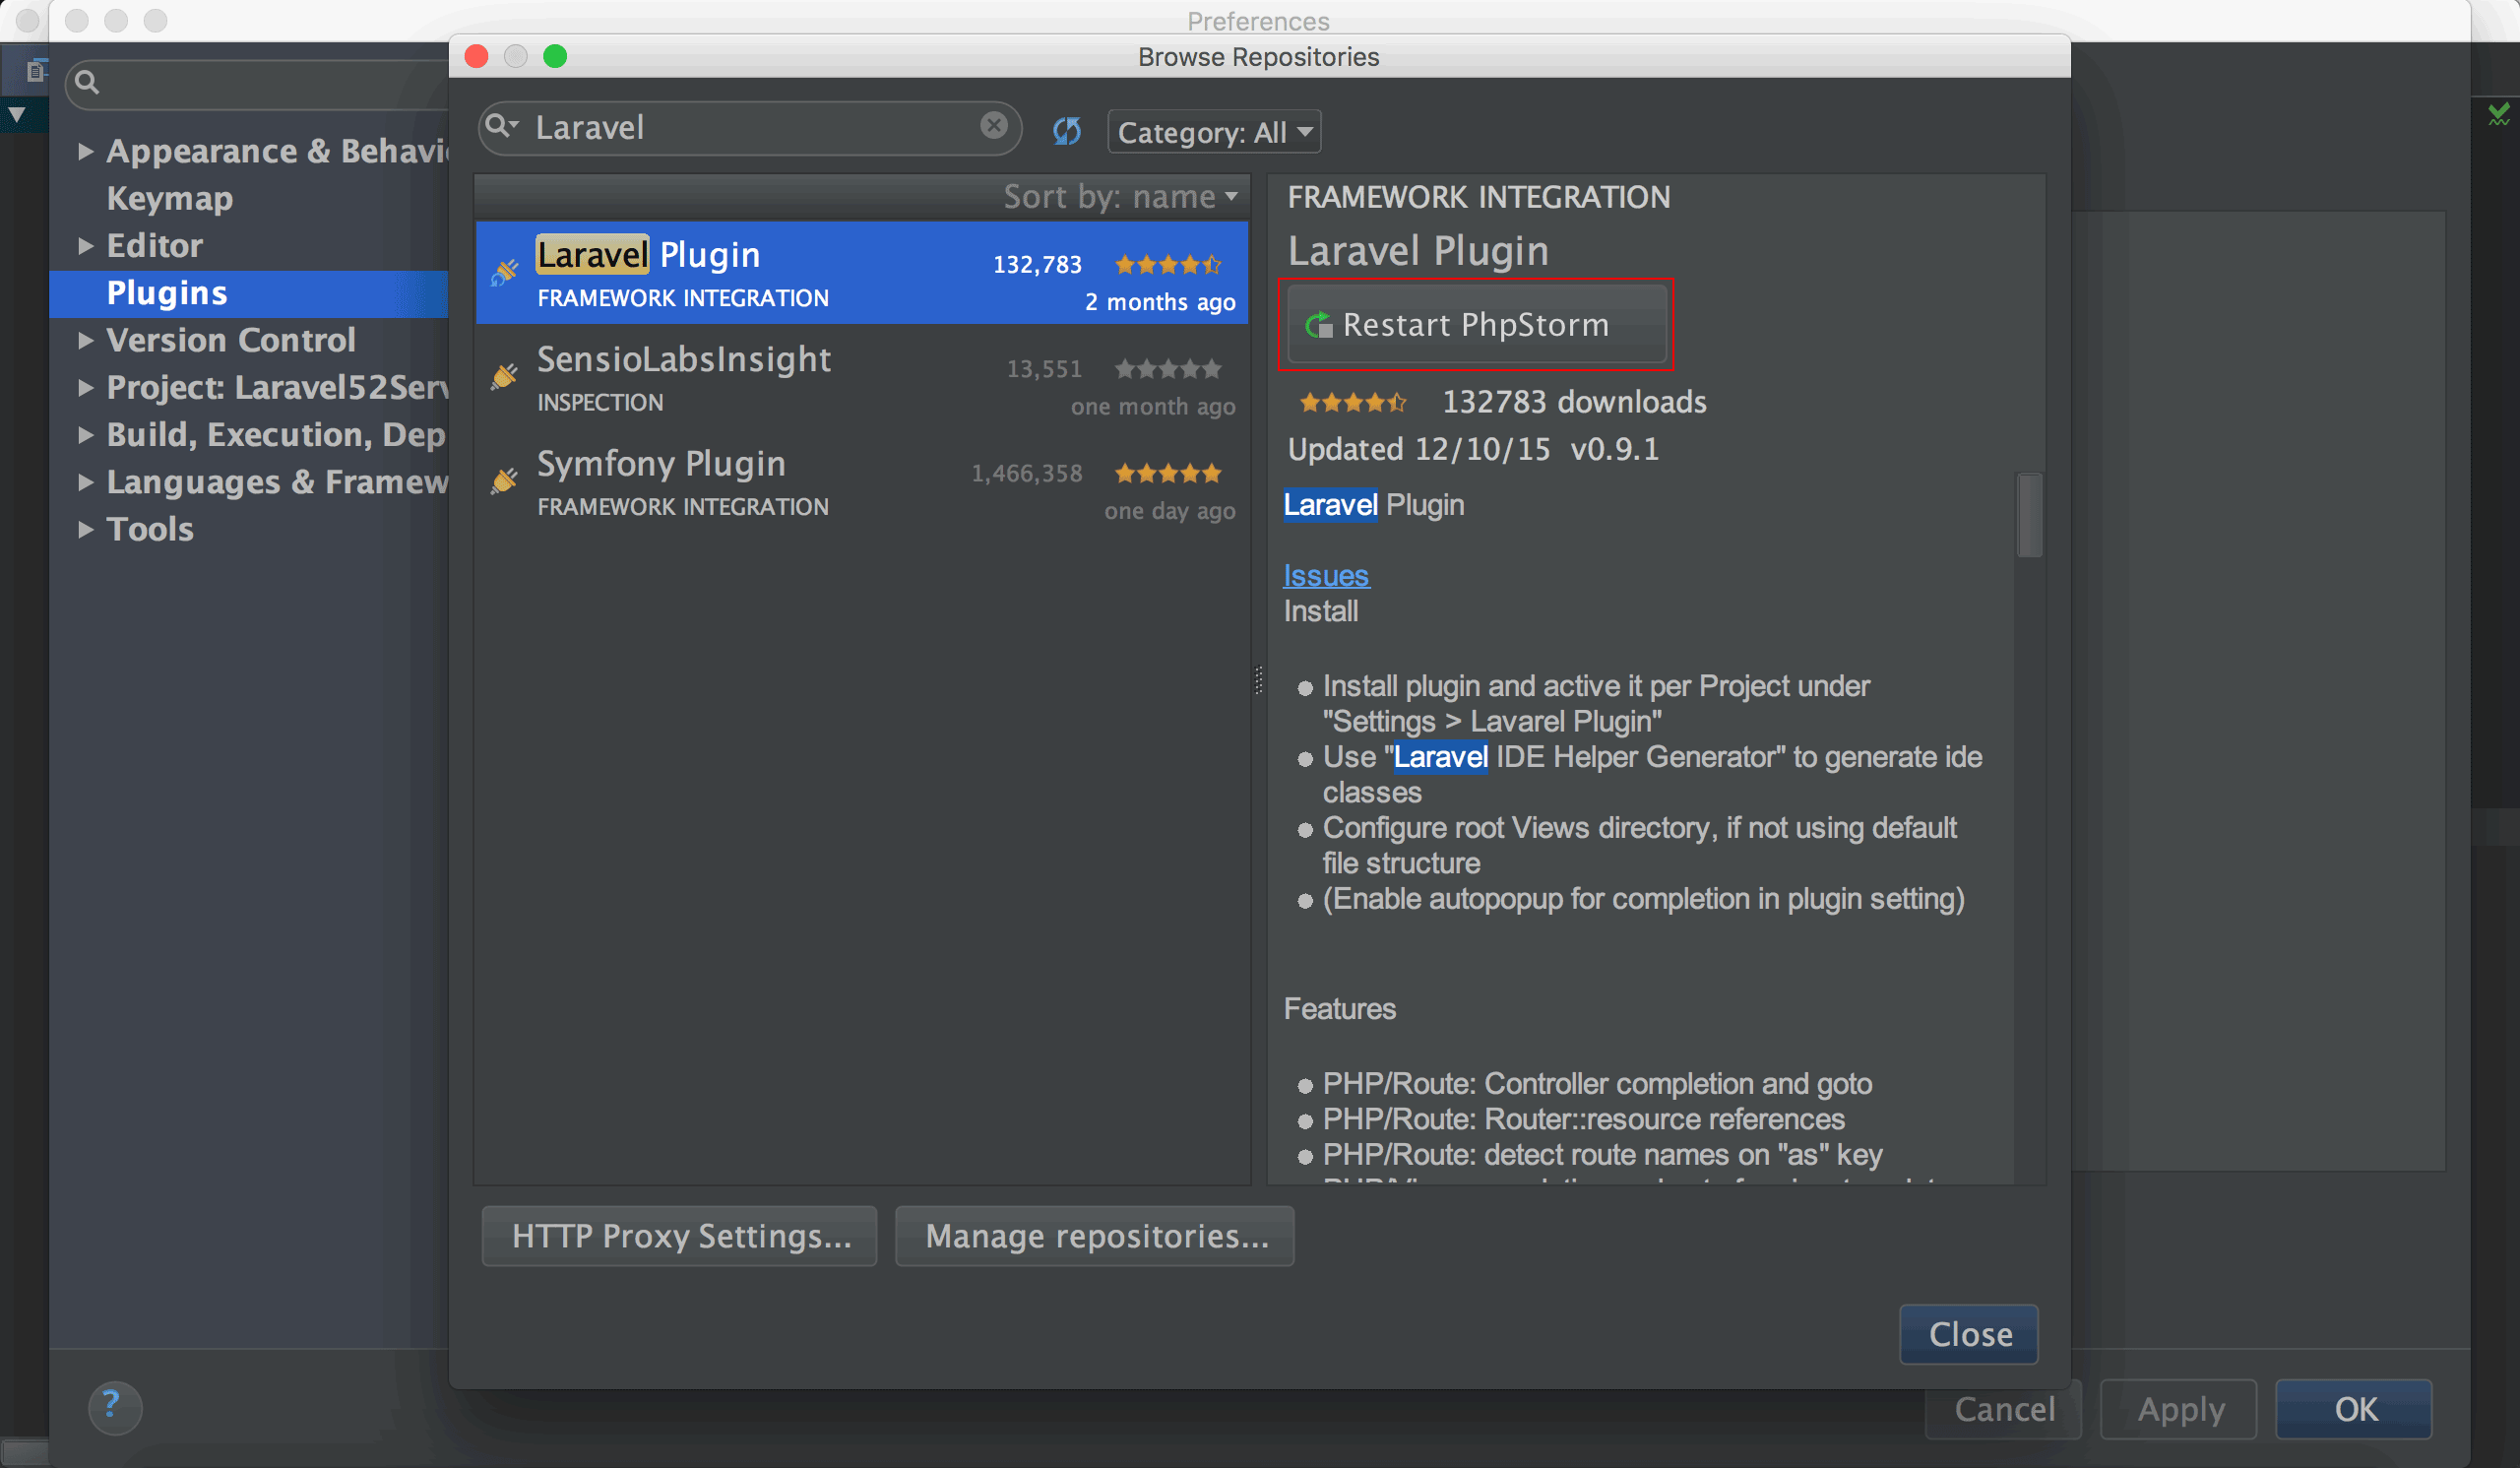 Preferences
Browse Repositories
Appearance & Behavi
Keymap
Editor
Plugins
Version Control
Project: Laravel52Serv
Build, Execution, Dep
Languages & Framew
Tools
Laravel
Category: All
Sort by: name
Laravel Plugin
132,783
FRAMEWORK INTEGRATION
2 months ago
SensioLabsInsight
13,551
INSPECTION
one month ago
Symfony Plugin
1,466,358
FRAMEWORK INTEGRATION
one day ago
FRAMEWORK INTEGRATION
Laravel Plugin
Restart PhpStorm
132783 downloads
Updated 12/10/15 v0.9.1
Laravel Plugin
Issues
Install
Install plugin and active it per Project under
"Settings > Lavarel Plugin"
Use "Laravel IDE Helper Generator" to generate ide
classes
Configure root Views directory, if not using default
file structure
(Enable autopopup for completion in plugin setting)
Features
PHP/Route: Controller completion and goto
PHP/Route: Router::resource references
PHP/Route: detect route names on "as" key
HTTP Proxy Settings...
Manage repositories...
Close
?
Cancel
Apply
OK